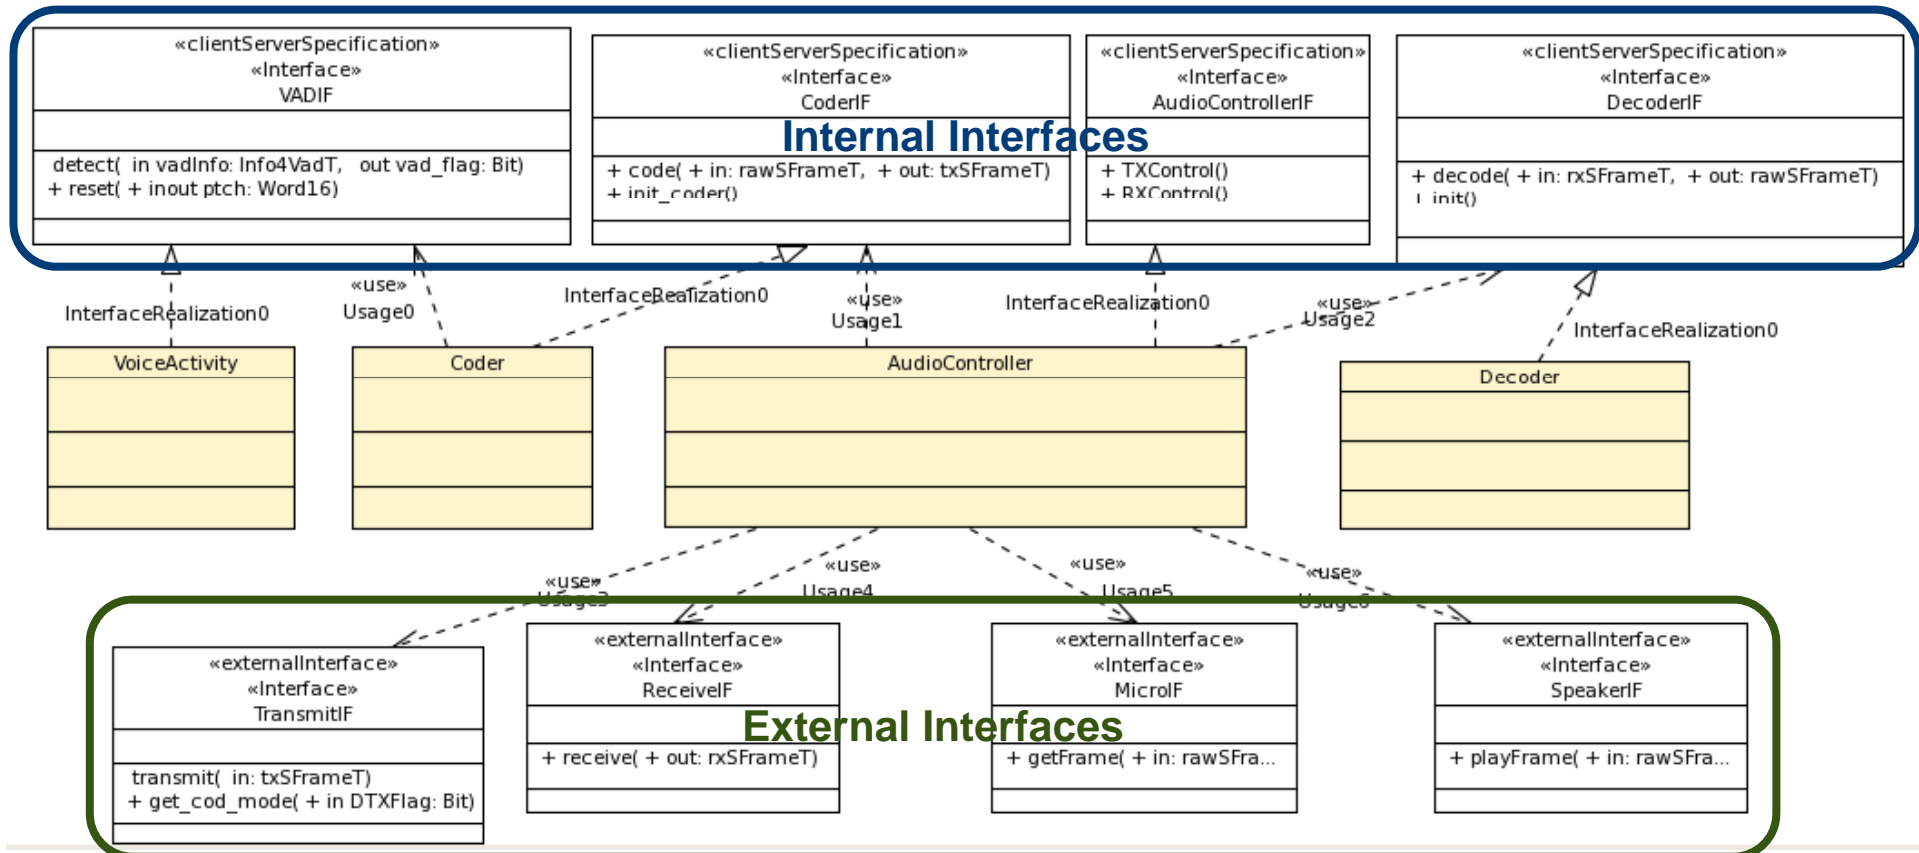 «clientServerSpecification»
«Interface»
VADIF
detect(  in vadInfo: Info4VadT,   out vad_flag: Bit)
+ reset( + inout ptch: Word16)
«clientServerSpecification»
«Interface»
CoderIF
+ code( + in: rawSFrameT,  + out: txSFrameT)
+ init_coder()
«clientServerSpecification»
«Interface»
AudioControllerIF
+ TXControl()
+ RXControl()
«clientServerSpecification»
«Interface»
DecoderIF
+ decode( + in: rxSFrameT,  + out: rawSFrameT)
+ init()
Internal Interfaces
InterfaceRealization0
«use»
Usage0
InterfaceRealization0
«use»
Usage1
InterfaceRealization0
«use»
Usage2
InterfaceRealization0
VoiceActivity
Coder
AudioController
Decoder
«use»
Usage3
«use»
Usage4
«use»
Usage5
«use»
Usage6
«externalInterface»
«Interface»
TransmitIF
transmit(  in: txSFrameT)
+ get_cod_mode( + in DTXFlag: Bit)
«externalInterface»
«Interface»
ReceiveIF
+ receive( + out: rxSFrameT)
«externalInterface»
«Interface»
MicroIF
+ getFrame( + in: rawSFra...
«externalInterface»
«Interface»
SpeakerIF
+ playFrame( + in: rawSFra...
External Interfaces